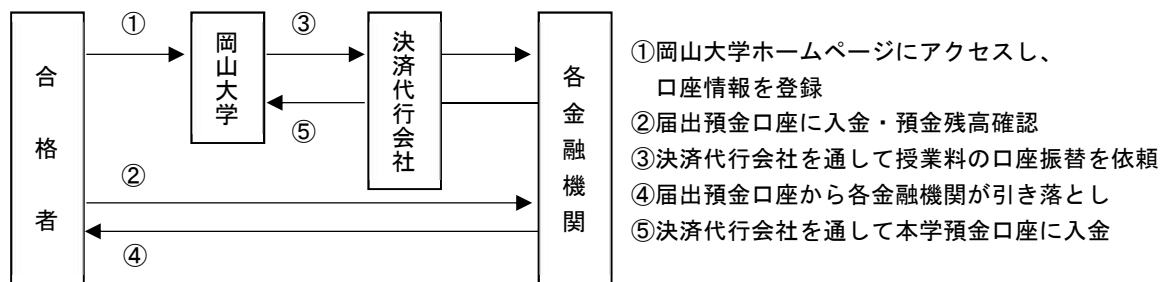 ①
③
岡山大学
決済代行会社
合格者
各金融機関
⑤
②
④
①岡山大学ホームページにアクセスし、
口座情報を登録
②届出預金口座に入金・預金残高確認
③決済代行会社を通して授業料の口座振替を依頼
④届出預金口座から各金融機関が引き落とし
⑤決済代行会社を通して本学預金口座に入金